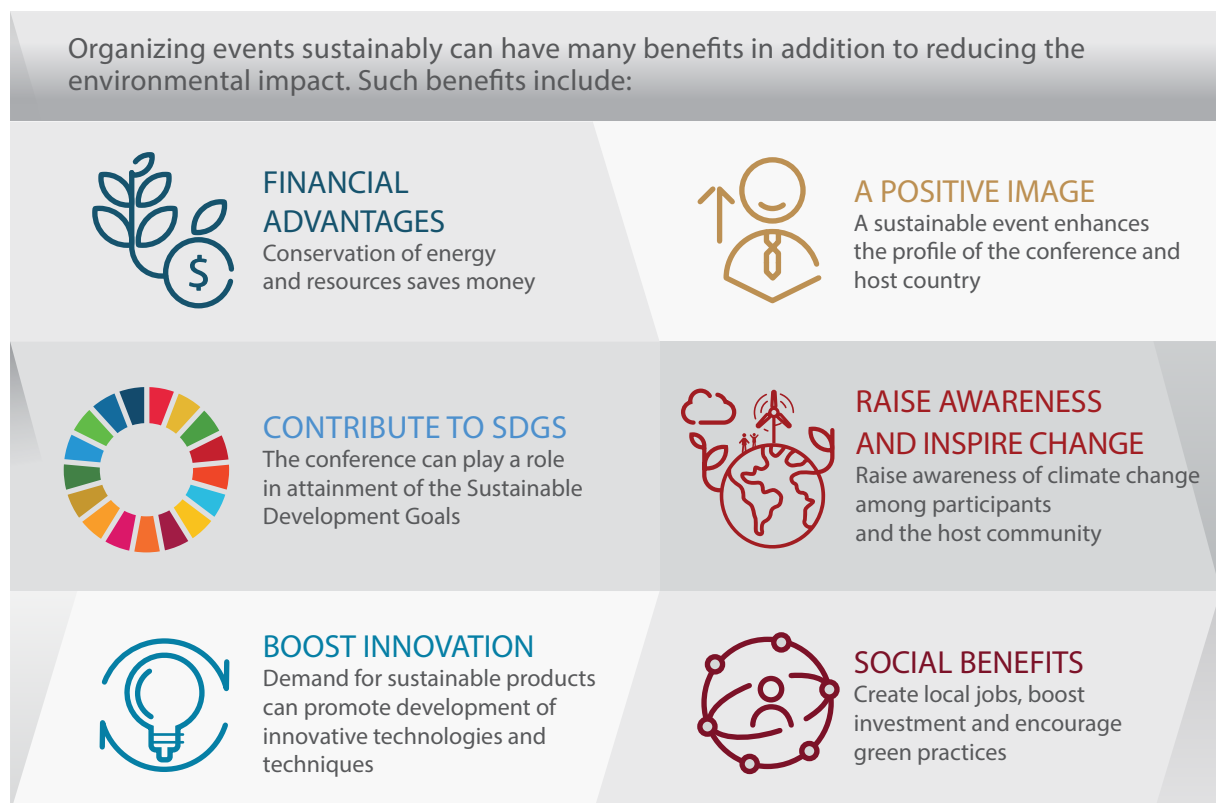 Organizing events sustainably can have many benefits in addition to reducing the
environmental impact. Such benefits include:
FINANCIAL
ADVANTAGES
Conservation of energy
and resources saves money
$
A POSITIVE IMAGE
A sustainable event enhances
the profile of the conference and
host country
CONTRIBUTE TO SDGS
The conference can play a role
in attainment of the Sustainable
Development Goals
RAISE AWARENESS
AND INSPIRE CHANGE
Raise awareness of climate change
among participants
and the host community
BOOST INNOVATION
Demand for sustainable products
can promote development of
innovative technologies and
techniques
SOCIAL BENEFITS
Create local jobs, boost
investment and encourage
green practices